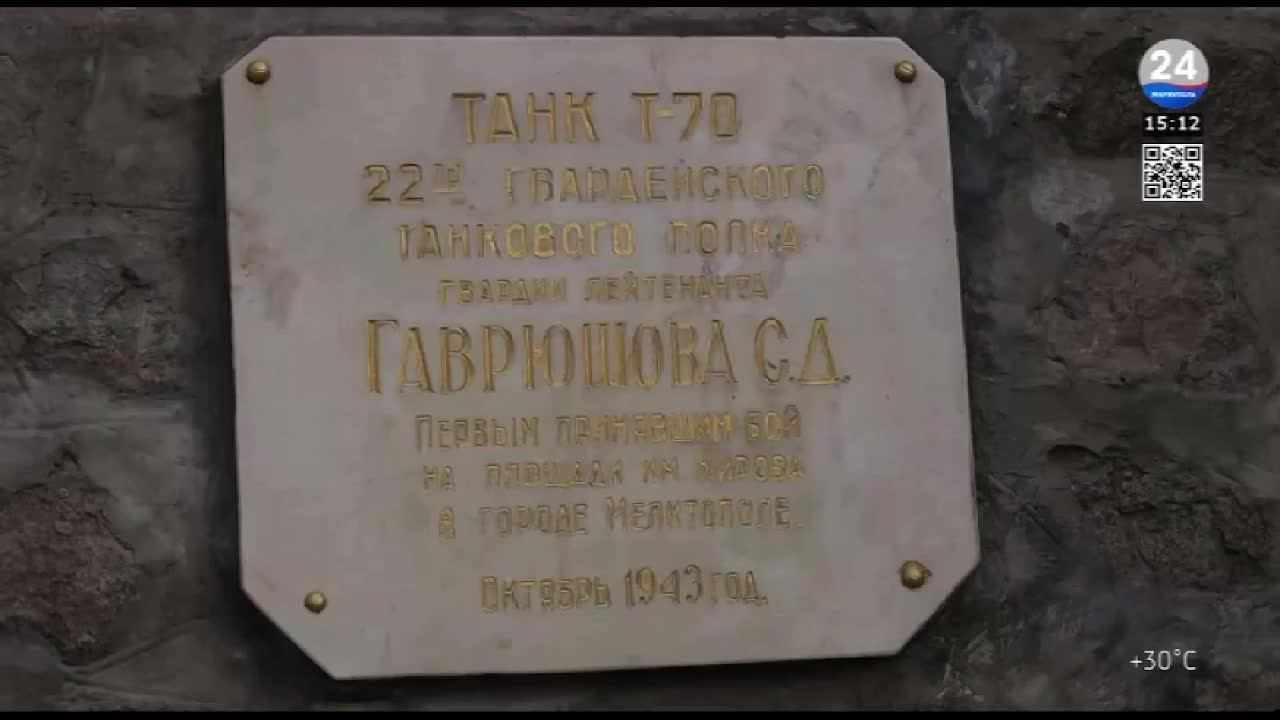 ТАНК Т-70
22го ГВАРДЕЙСКОГО
ТАНКОВОГО ПОЛКА
ГВАРДИИ ЛЕЙТЕНАНТА
ГАВРЮШОВА С.Д.
ПЕРВЫМ ПРИНЯВШИМ БОЙ
НА ПЛОЩАДИ ИМ КИРОВА
В ГОРОДЕ МЕЛИТОПОЛЕ.
ОКТЯБРЬ 1943 ГОД.
24
МАРИУПОЛЬ
15:12
+30°C